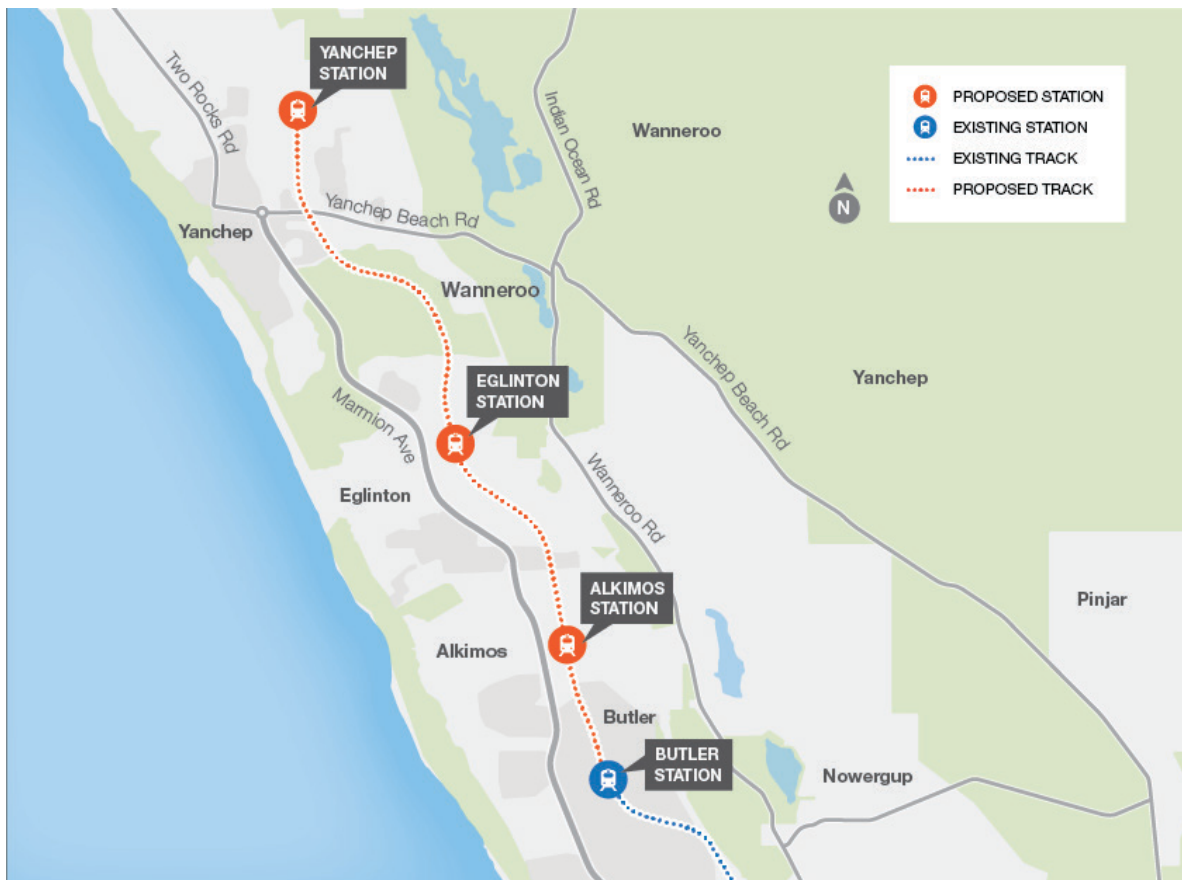 YANCHEP
STATION
Two Rocks Rd
Indian Ocean Rd
Wanneroo
PROPOSED STATION
EXISTING STATION
EXISTING TRACK
PROPOSED TRACK
N
Yanchep Beach Rd
Yanchep
Wanneroo
EGLINTON
STATION
Yanchep Beach Rd
Yanchep
Marmion Ave
Eglinton
Wanneroo Rd
ALKIMOS
STATION
Pinjar
Alkimos
Butler
BUTLER
STATION
Nowergup